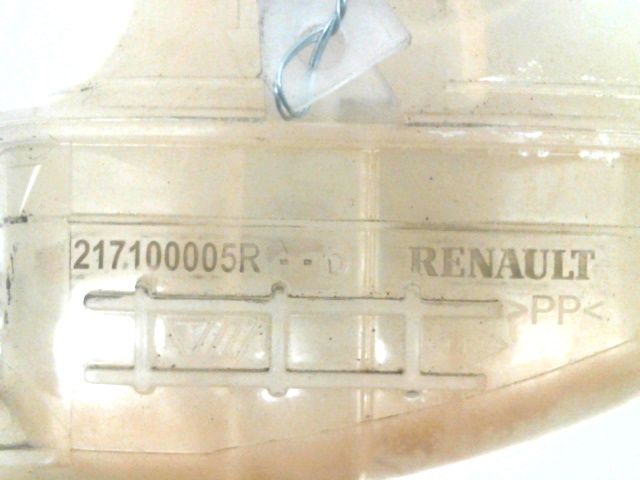 217100005R - - D RENAULT
>PP<